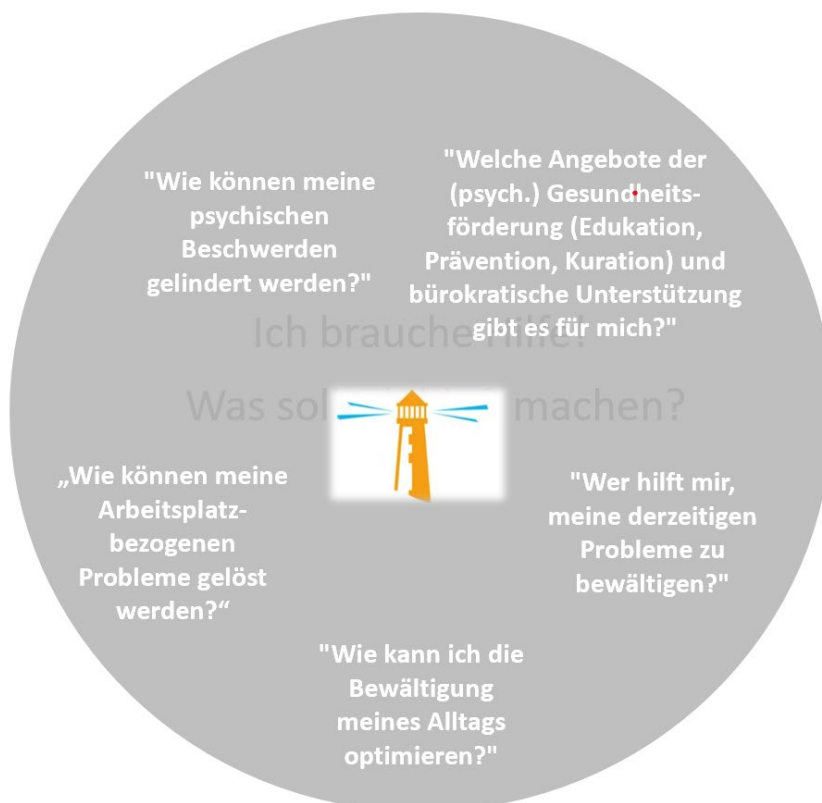 "Wie können meine
psychischen
Beschwerden
gelindert werden?"
"Welche Angebote der
(psych.) Gesundheits-
förderung (Edukation,
Prävention, Kuration) und
bürokratische Unterstützung
gibt es für mich?"
Ich brauche Hilfe!
Was machen?
„Wie können meine
Arbeitsplatz-
bezogenen
Probleme gelöst
werden?“
"Wer hilft mir,
meine derzeitigen
Probleme zu
bewältigen?"
"Wie kann ich die
Bewältigung
meines Alltags
optimieren?"